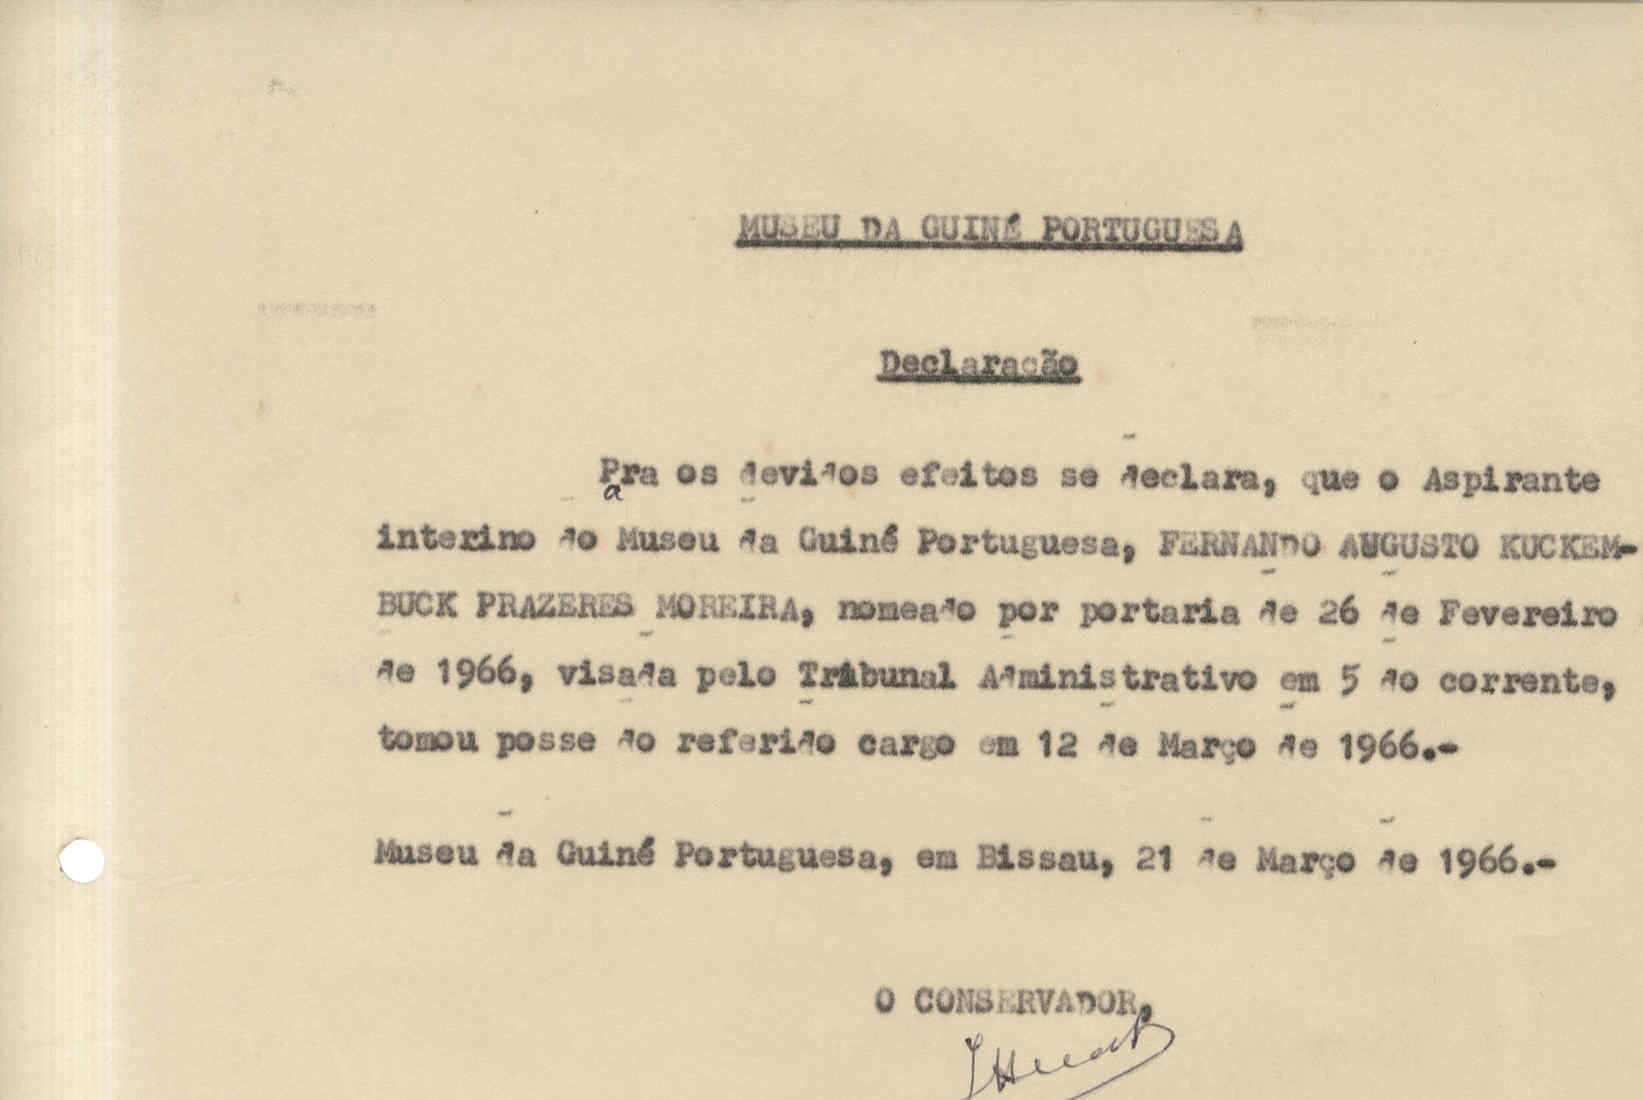 MUSEU DA GUINÉ PORTUGUESA
Declaração
Pra os devidos efeitos se declara, que o Aspirante
a
interino do Museu da Guiné Portuguesa, FERNANDO AUGUSTO KUCKEM-
BUCK PRAZERES MOREIRA, nomeado por portaria de 26 de Fevereiro
de 1966, visada pelo Tribunal Administrativo em 5 do corrente,
tomou posse do referido cargo em 12 de Março de 1966.-
Museu da Guiné Portuguesa, em Bissau, 21 de Março de 1966.-
O CONSERVADOR,